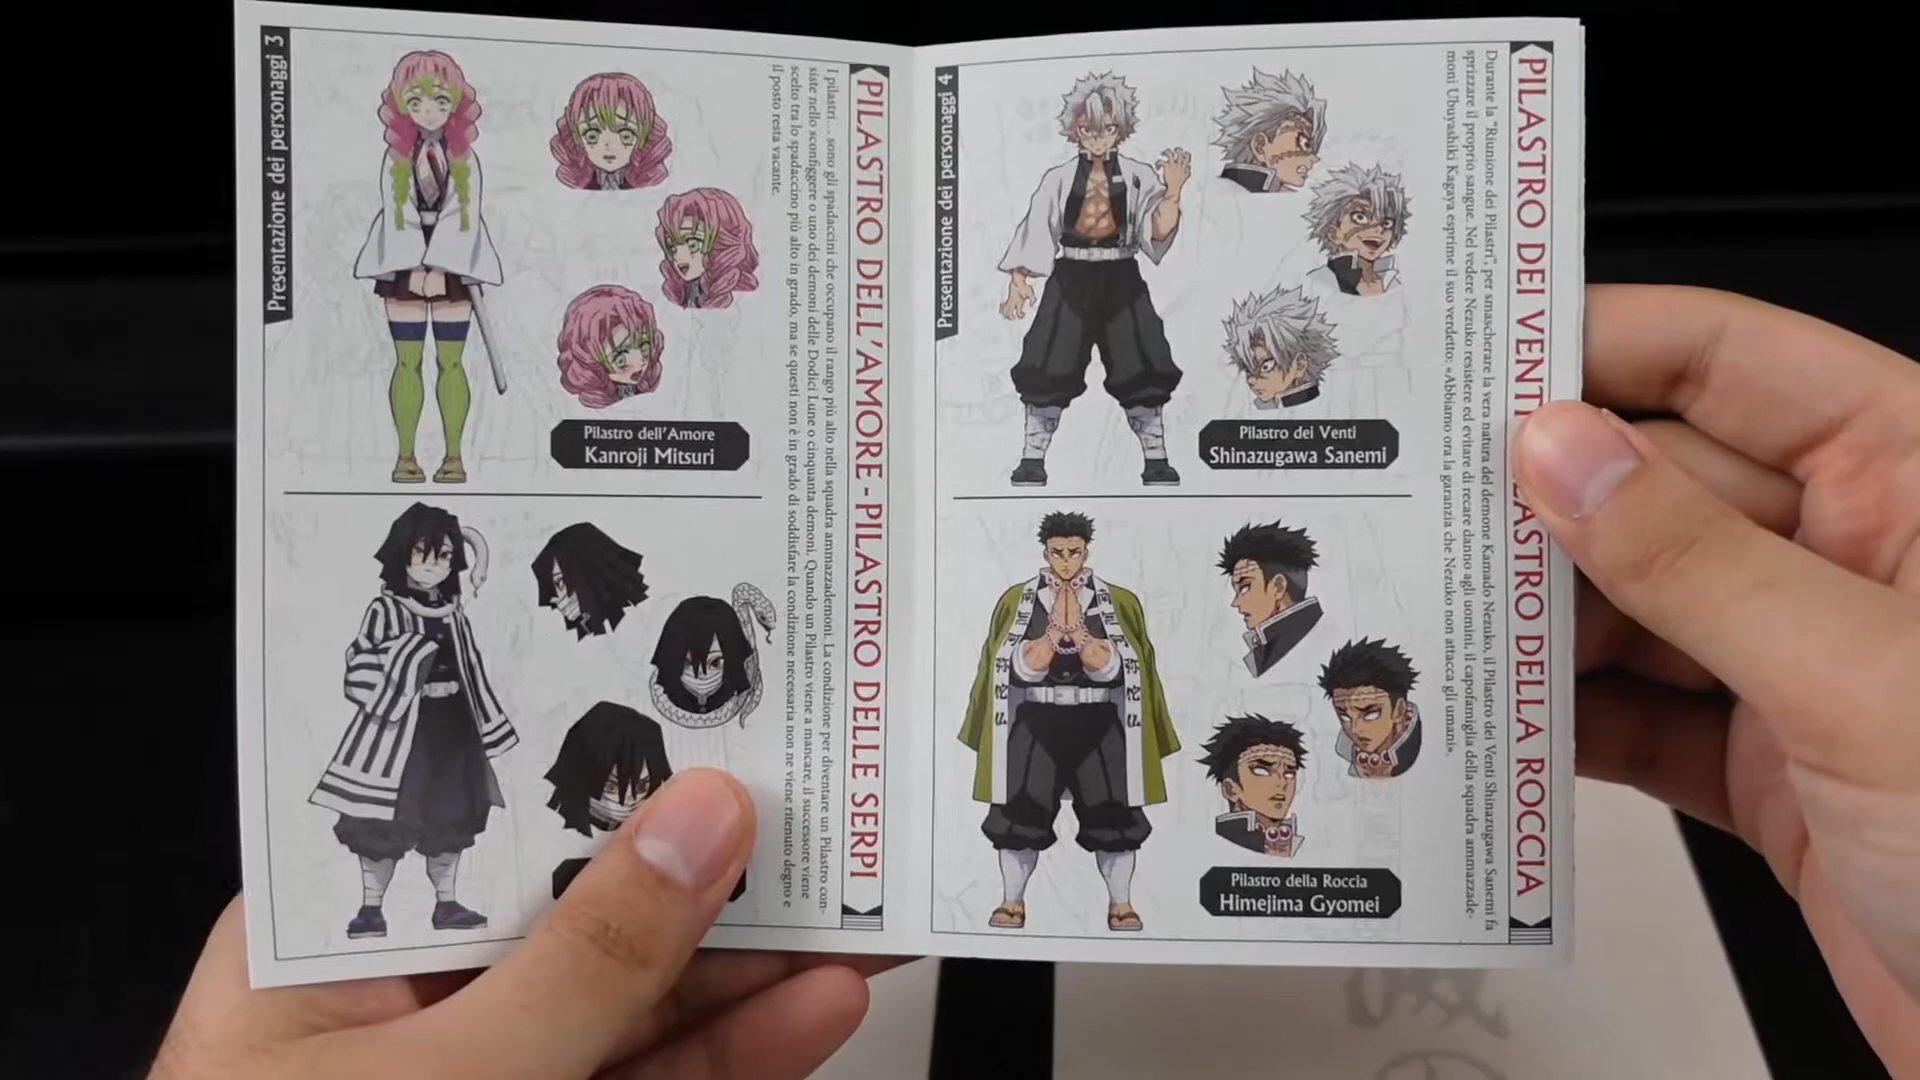 Presentazione dei personaggi 3
PILASTRO DELL'AMORE-PILASTRO DELLE SERPI
I pilastri... sono gli spadaccini che occupano il rango più alto nella squadra ammazzademoni. La condizione per diventare un Pilastro con-
siste nello sconfiggere o uno dei demoni delle Dodici Lune o cinquanta demoni. Quando un Pilastro viene a mancare, il successore viene
scelto tra lo spadaccino più alto in grado, ma se questi non è in grado di soddisfare la condizione necessaria non ne viene ritenuto degno e
il posto resta vacante.
Pilastro dell'Amore
Kanroji Mitsuri
Presentazione dei personaggi 4
PILASTRO DEI VENTI DELLA ROCCIA
Durante la "Riunione dei Pilastri", per smascherare la vera natura del demone Kamado Nezuko, il Pilastro dei Venti Shinazugawa Sanemi fa
sprizzare il proprio sangue. Nel vedere Nezuko resistere ed evitare di recare danno agli uomini, il capofamiglia della squadra ammazzade-
moni Ubuyashiki Kagaya esprime il suo verdetto: «Abbiamo ora la garanzia che Nezuko non attacca gli umani».
Pilastro dei Venti
Shinazugawa Sanemi
Pilastro della Roccia
Himejima Gyomei